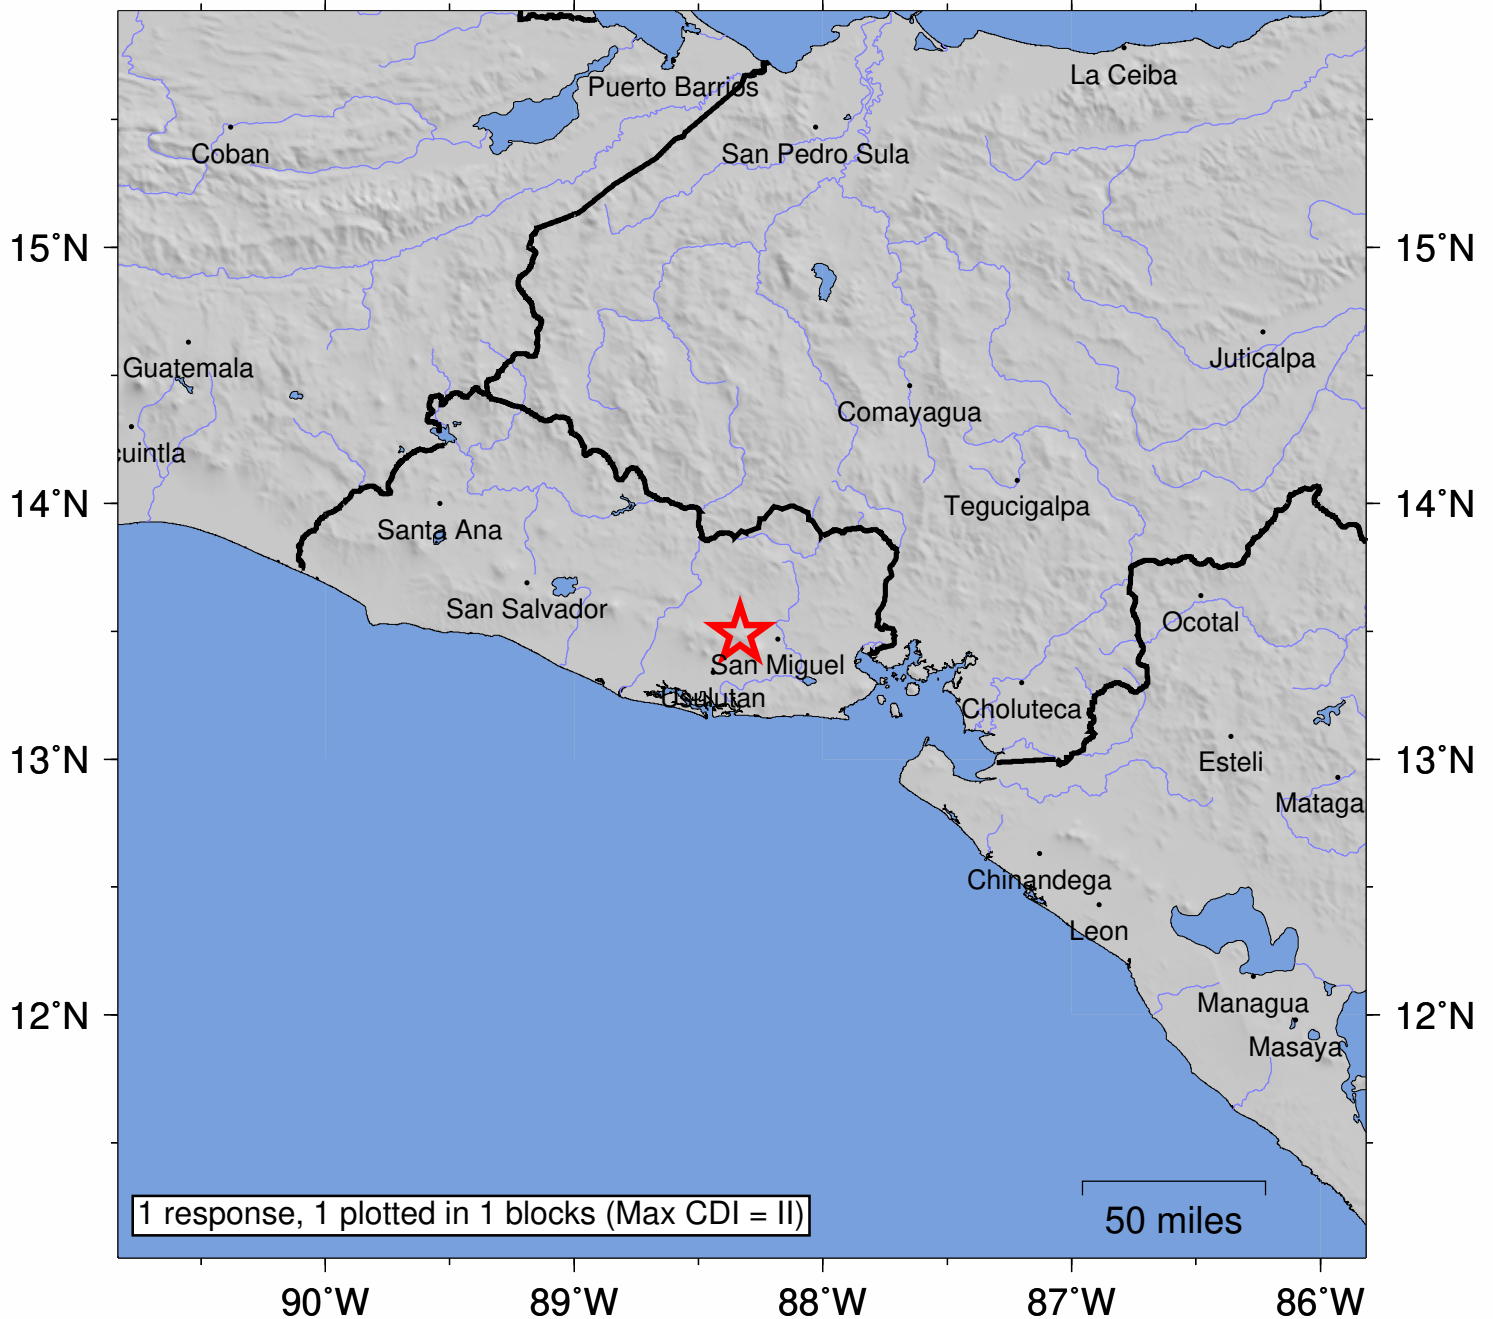 Puerto Barrios
La Ceiba
Coban
San Pedro Sula
15°N
15°N
Guatemala
Juticalpa
Comayagua
cuintla
14°N
Tegucigalpa
14°N
Santa Ana
San Salvador
Ocotal
San Miguel
Usulutan
Choluteca
13°N
Esteli
13°N
Mataga
Chinandega
Leon
12°N
Managua
12°N
Masaya
1 response, 1 plotted in 1 blocks (Max CDI = II)
50 miles
90°W
89°W
88°W
87°W
86°W